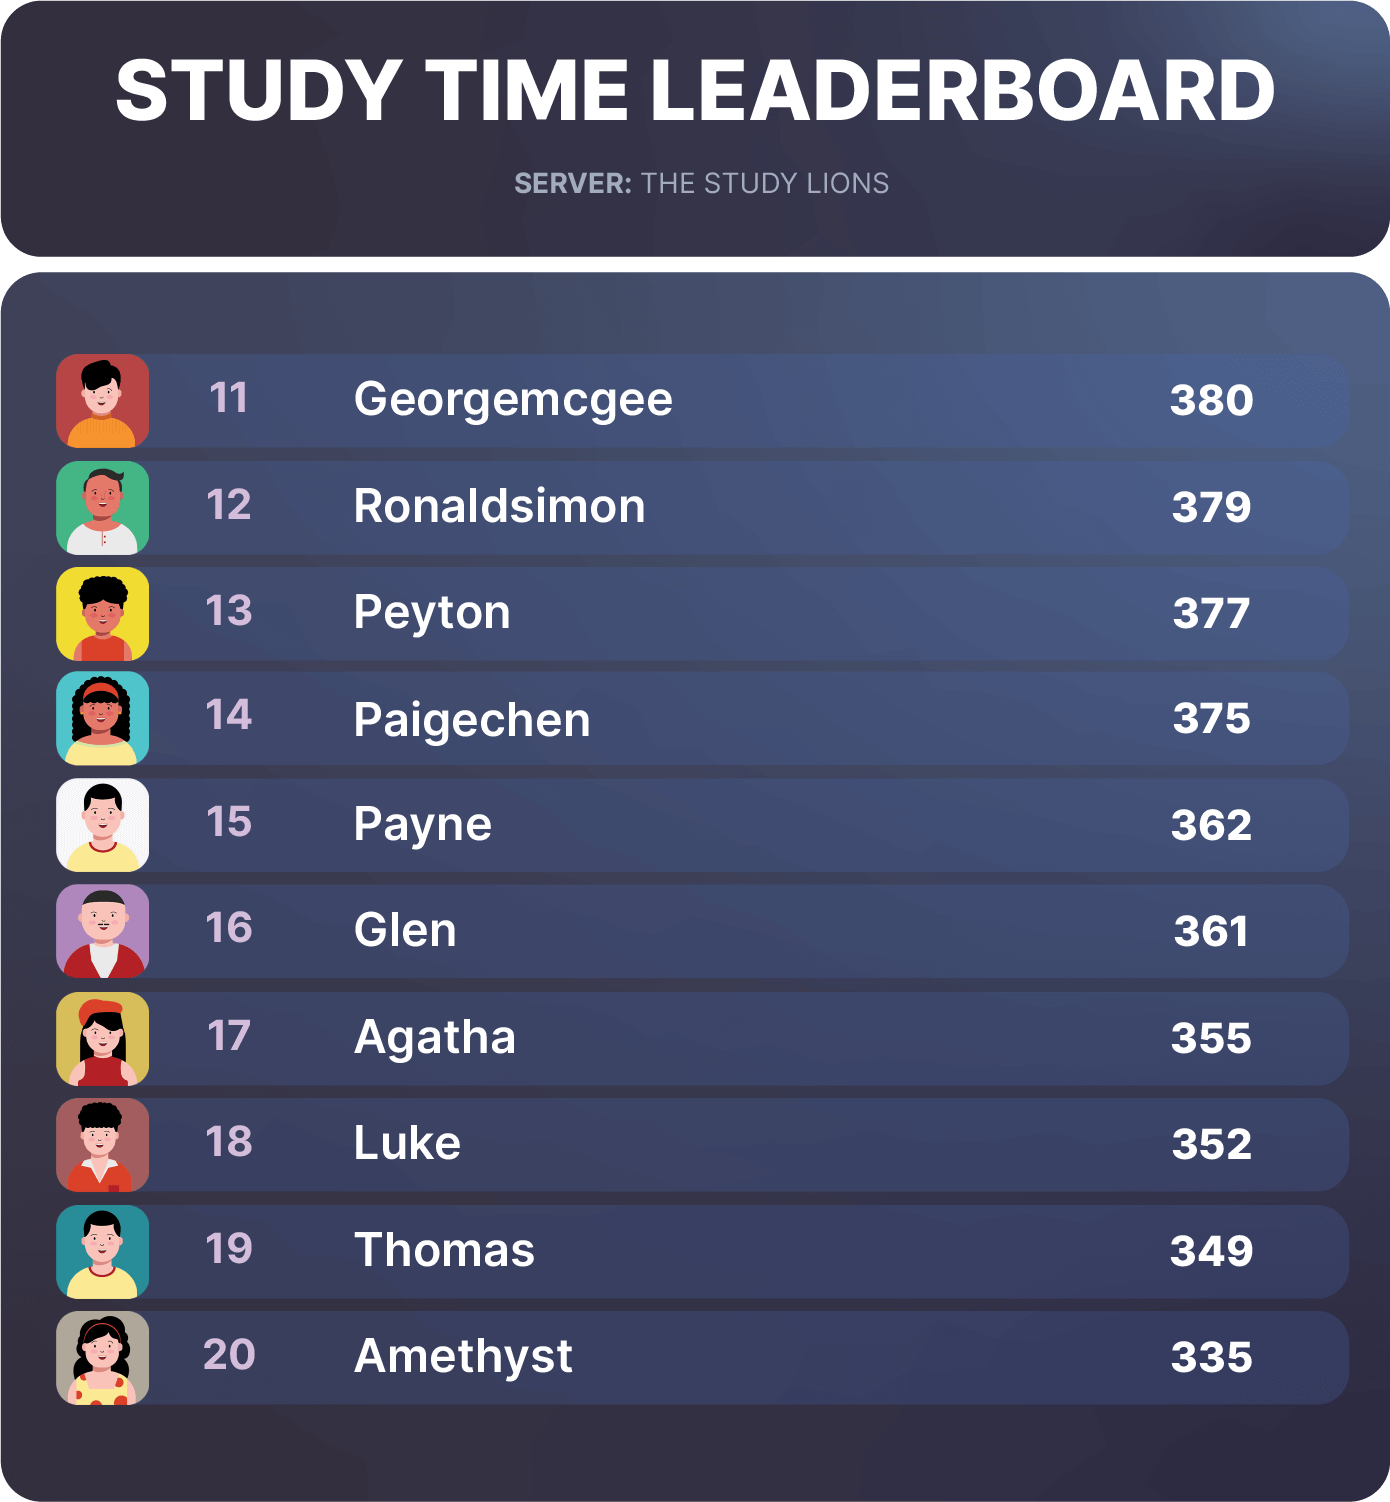 STUDY TIME LEADERBOARD
SERVER: THE STUDY LIONS
11 Georgemcgee 380
12 Ronaldsimon 379
13 Peyton 377
14 Paigechen 375
15 Payne 362
16 Glen 361
17 Agatha 355
18 Luke 352
19 Thomas 349
20 Amethyst 335